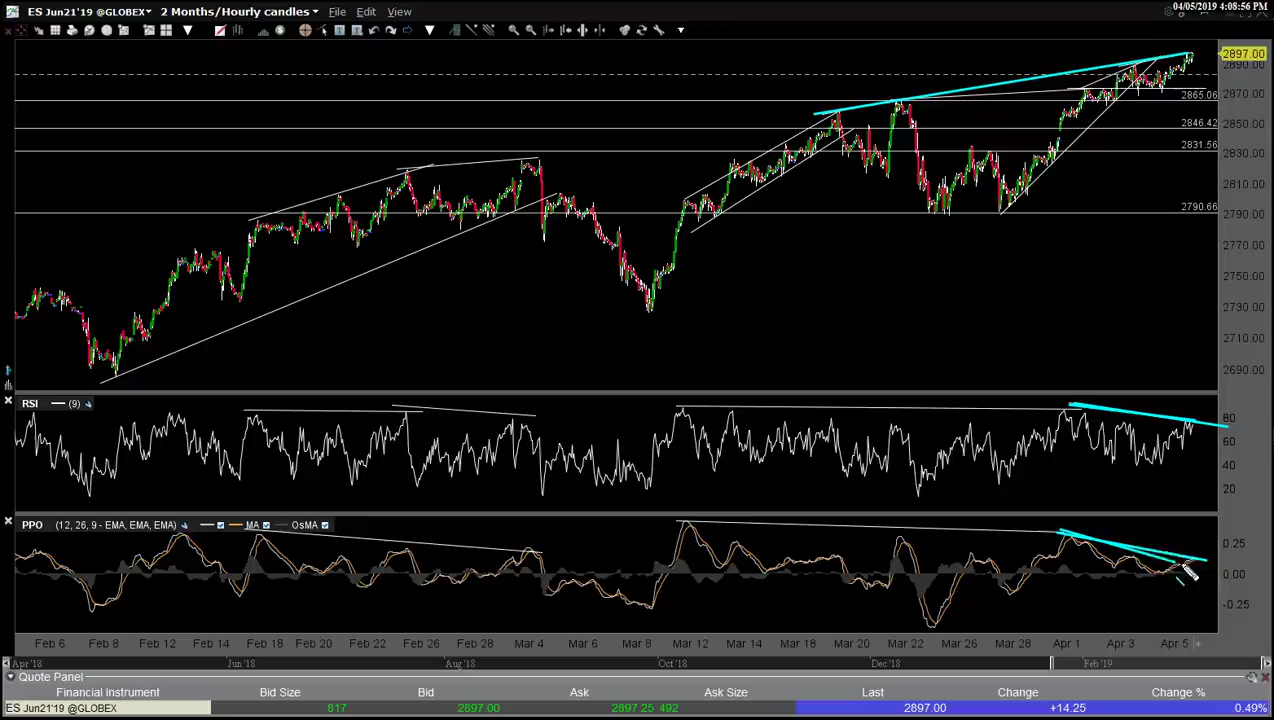 ES Jun21'19 @GLOBEX 2 Months/Hourly candles File Edit View
04/05/2019 4:08:56 PM
2897.00
2890.00
2870.00
2865.06
2850.00
2846.42
2831.56
2830.00
2810.00
2790.66
2790.00
2770.00
2750.00
2730.00
2710.00
2690.00
RSI (9)
80
60
40
20
PPO (12, 26, 9 - EMA, EMA, EMA) MA OsMA
0.25
0.00
-0.25
Feb 6 Feb 8 Feb 12 Feb 14 Feb 18 Feb 20 Feb 22 Feb 26 Feb 28 Mar 4 Mar 6 Mar 8 Mar 12 Mar 14 Mar 18 Mar 20 Mar 22 Mar 26 Mar 28 Apr 1 Apr 3 Apr 5
Apr '18 Jun '18 Aug '18 Oct '18 Dec '18 Feb '19
Quote Panel
Financial Instrument Bid Size Bid Ask Ask Size Last Change Change %
ES Jun21'19 @GLOBEX 817 2897.00 2897.25 492 2897.00 +14.25 0.49%